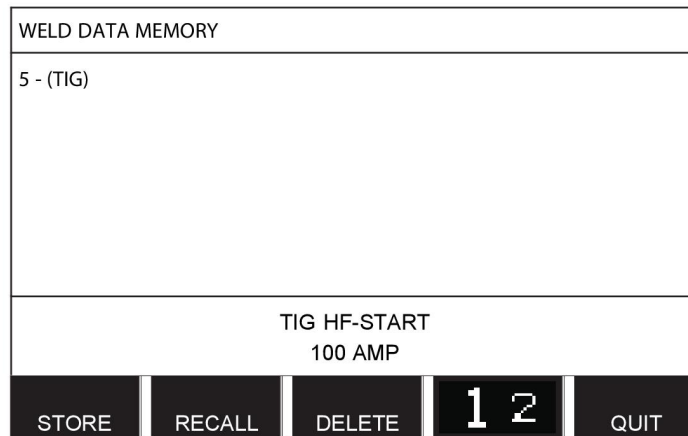 WELD DATA MEMORY
5 - (TIG)
TIG HF-START
100 AMP
STORE RECALL DELETE 1 2 QUIT